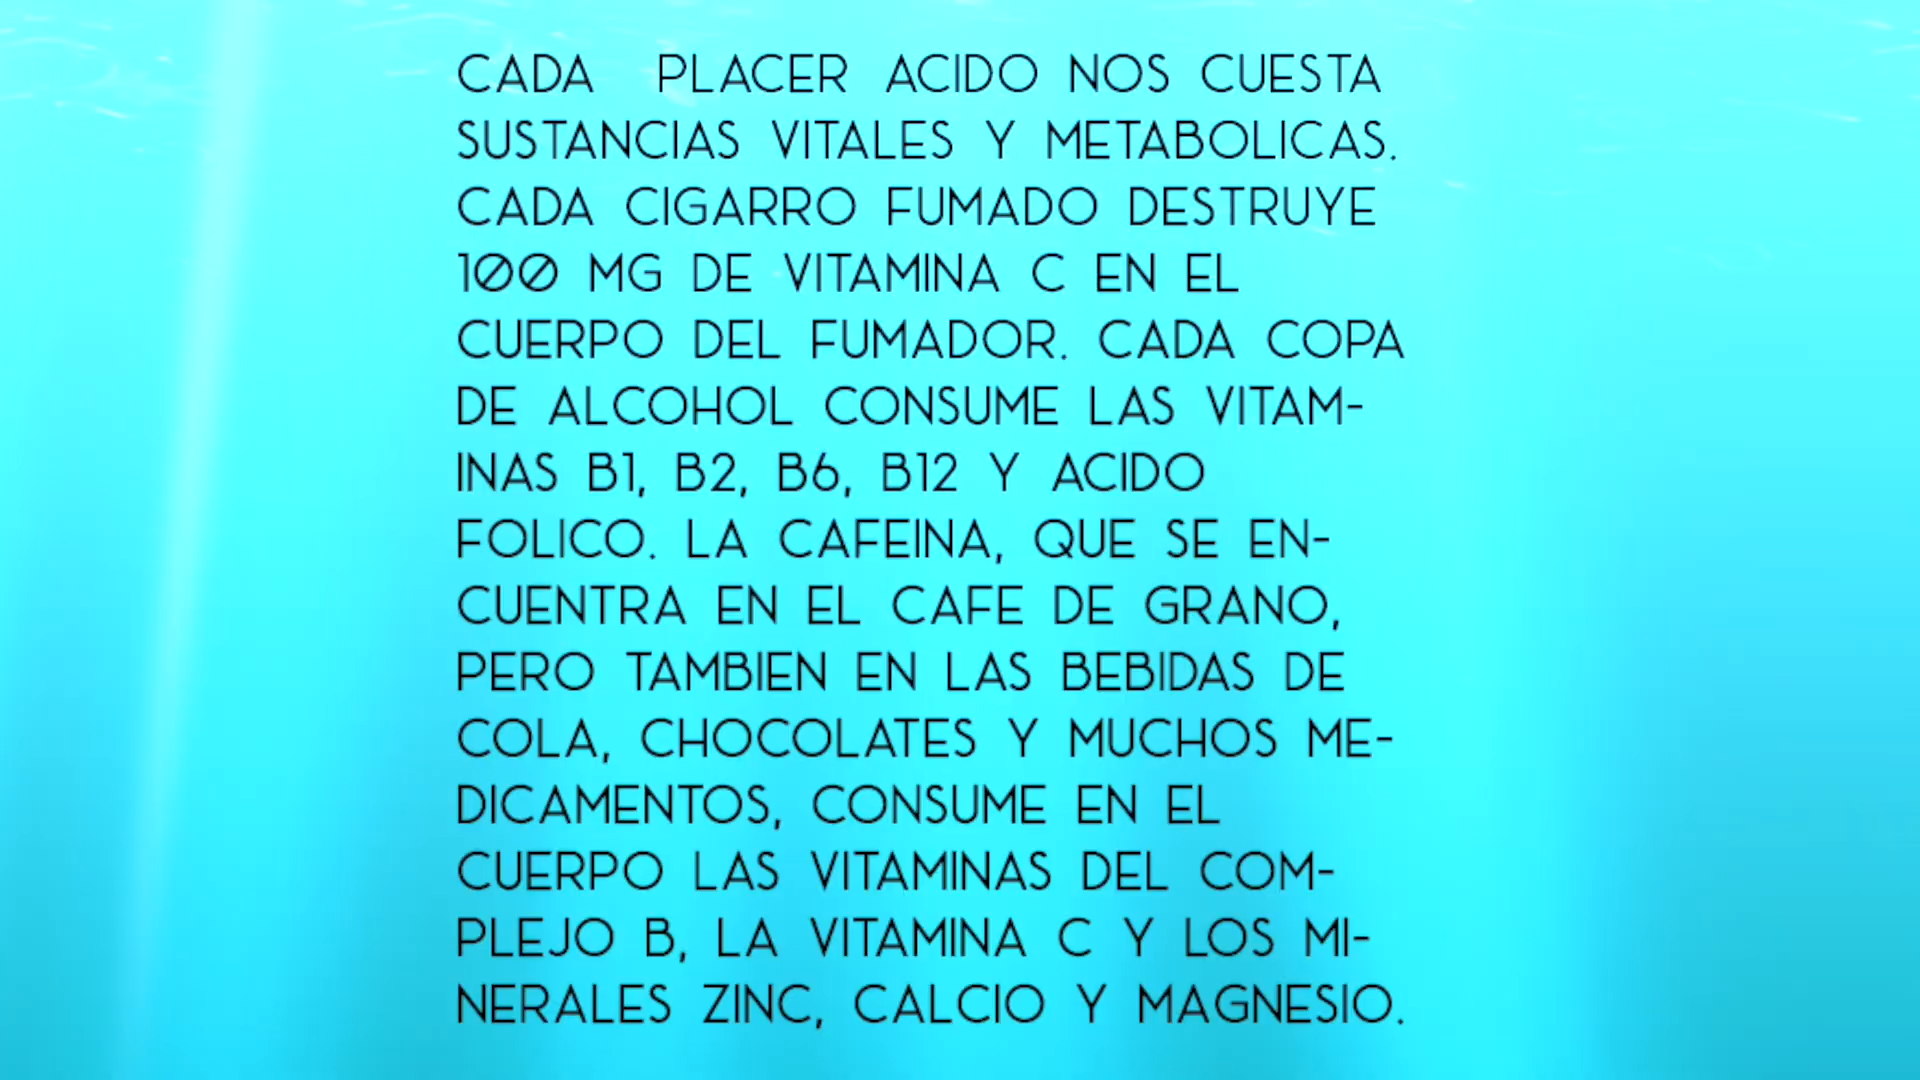 CADA PLACER ACIDO NOS CUESTA
SUSTANCIAS VITALES Y METABOLICAS.
CADA CIGARRO FUMADO DESTRUYE
100 MG DE VITAMINA C EN EL
CUERPO DEL FUMADOR. CADA COPA
DE ALCOHOL CONSUME LAS VITAM-
INAS B1, B2, B6, B12 Y ACIDO
FOLICO. LA CAFEINA, QUE SE EN-
CUENTRA EN EL CAFE DE GRANO,
PERO TAMBIEN EN LAS BEBIDAS DE
COLA, CHOCOLATES Y MUCHOS ME-
DICAMENTOS, CONSUME EN EL
CUERPO LAS VITAMINAS DEL COM-
PLEJO B, LA VITAMINA C Y LOS MI-
NERALES ZINC, CALCIO Y MAGNESIO.